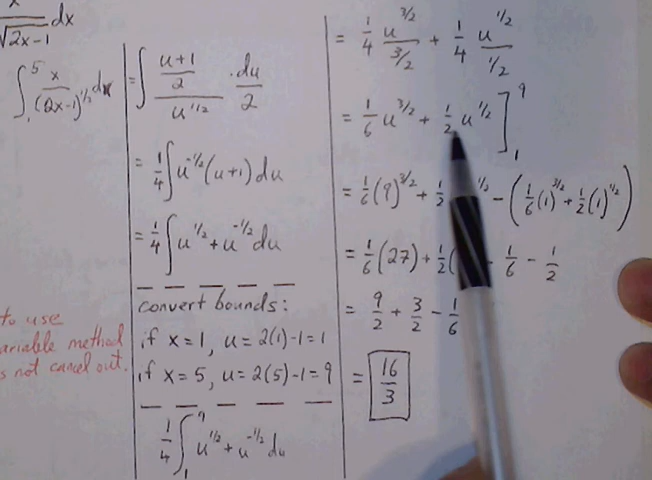 x
√2x-1 dx
∫₁⁵ x/(2x-1)^1/2 dx
to use
variable method
s not cancel out.
= ∫ ((u+1)/2)/u^1/2 · du/2
= 1/4 ∫ u^-1/2 (u+1) du
= 1/4 ∫ u^1/2 + u^-1/2 du
convert bounds:
if x=1, u=2(1)-1=1
if x=5, u=2(5)-1=9
1/4 ∫₁⁹ u^1/2 + u^-1/2 du
= 1/4 u^3/2/(3/2) + 1/4 u^1/2/(1/2)
= 1/6 u^3/2 + 1/2 u^1/2 ]₁⁹
= 1/6 (9)^3/2 + 1/2 ^1/2 - (1/6 (1)^3/2 + 1/2 (1)^1/2)
= 1/6 (27) + 1/2 ( - 1/6 - 1/2
= 9/2 + 3/2 - 1/6
= 16/3